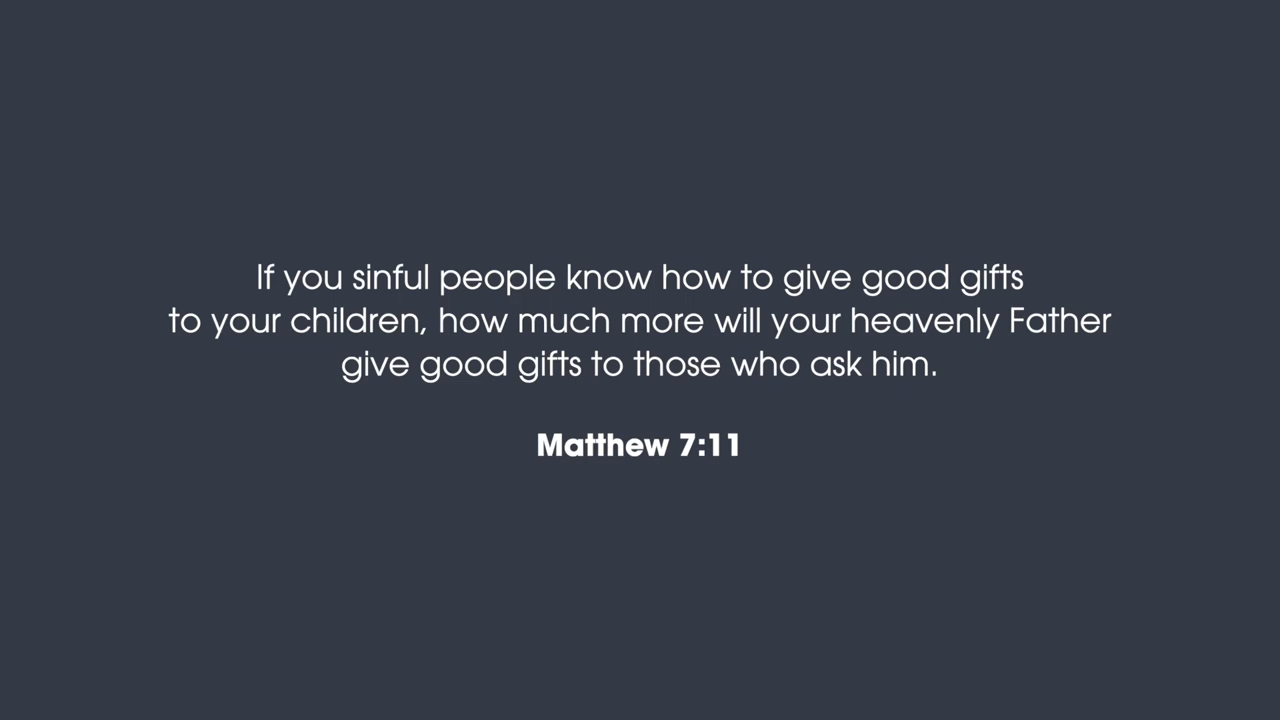 If you sinful people know how to give good gifts
to your children, how much more will your heavenly Father
give good gifts to those who ask him.
Matthew 7:11